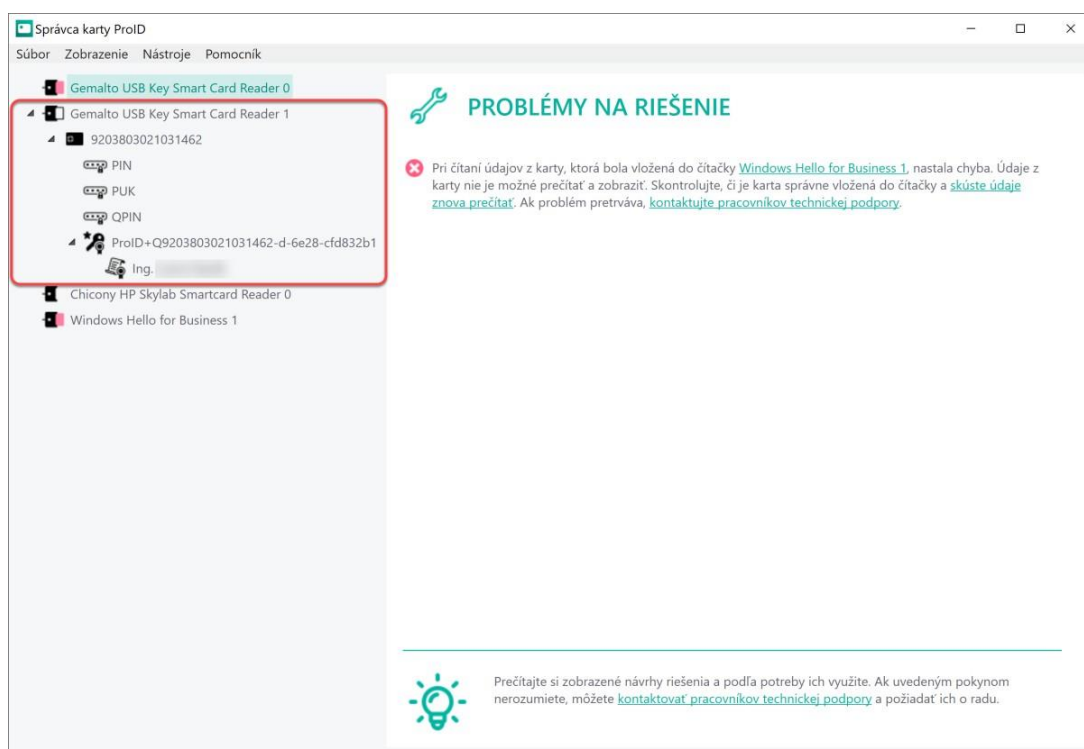 Správca karty ProID
Súbor Zobrazenie Nástroje Pomocník
Gemalto USB Key Smart Card Reader 0
Gemalto USB Key Smart Card Reader 1
9203803021031462
PIN
PUK
QPIN
ProID+Q9203803021031462-d-6e28-cfd832b1
Ing.
Chicony HP Skylab Smartcard Reader 0
Windows Hello for Business 1
PROBLÉMY NA RIEŠENIE
Pri čítaní údajov z karty, ktorá bola vložená do čítačky Windows Hello for Business 1, nastala chyba. Údaje z
karty nie je možné prečítať a zobraziť. Skontrolujte, či je karta správne vložená do čítačky a skúste údaje
znova prečítať. Ak problém pretrváva, kontaktujte pracovníkov technickej podpory.
Prečítajte si zobrazené návrhy riešenia a podľa potreby ich využite. Ak uvedeným pokynom
nerozumiete, môžete kontaktovať pracovníkov technickej podpory a požiadať ich o radu.